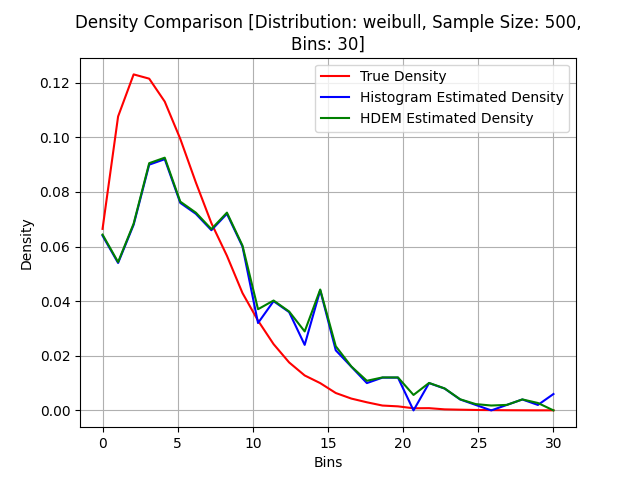 Density Comparison [Distribution: weibull, Sample Size: 500,
Bins: 30]
True Density
Histogram Estimated Density
HDEM Estimated Density
Density
0.12
0.10
0.08
0.06
0.04
0.02
0.00
0 5 10 15 20 25 30
Bins